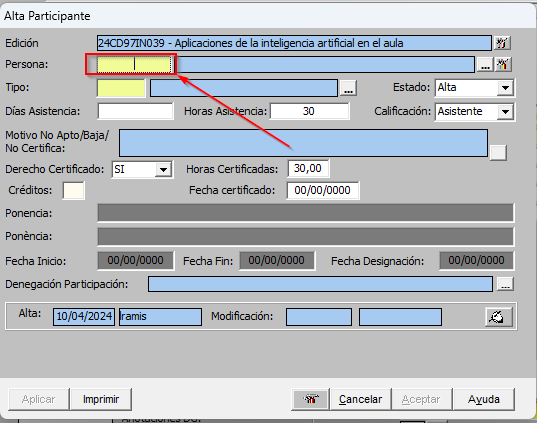 Alta Participante
Edición 24CD97IN039 - Aplicaciones de la inteligencia artificial en el aula
Persona: ...
Tipo: ... Estado: Alta
Días Asistencia: Horas Asistencia: 30 Calificación: Asistente
Motivo No Apto/Baja/
No Certifica:
Derecho Certificado: SI Horas Certificadas: 30,00
Créditos: Fecha certificado: 00/00/0000
Ponencia:
Ponència:
Fecha Inicio: 00/00/0000 Fecha Fin: 00/00/0000 Fecha Designación: 00/00/0000
Denegación Participación: ...
Alta: 10/04/2024 Iramis Modificación:
Aplicar Imprimir Cancelar Aceptar Ayuda